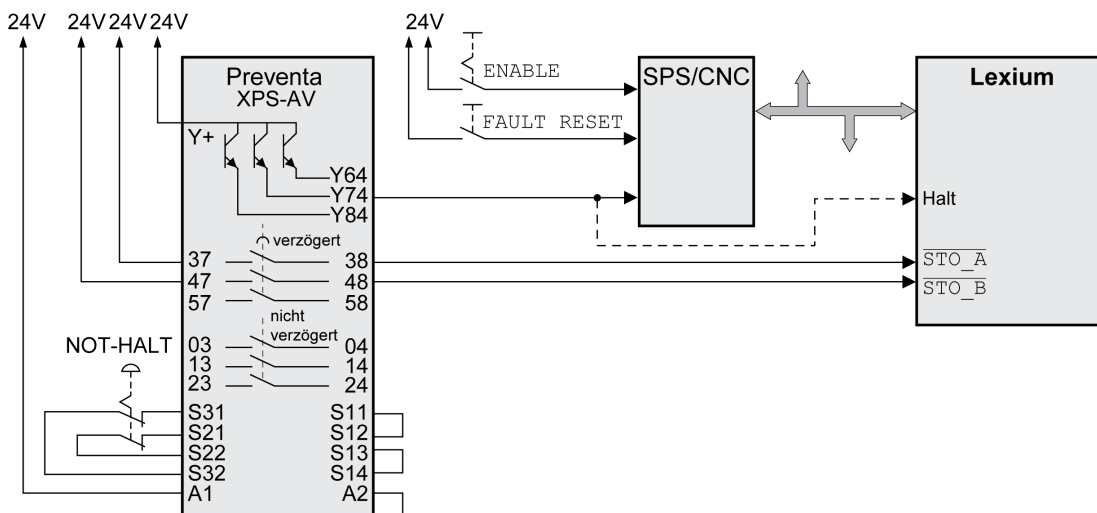 24V 24V 24V 24V 24V
Preventa
XPS-AV
Y+
Y64
Y74
Y84
verzögert
37 38
47 48
57 58
nicht
verzögert
03 04
13 14
23 24
NOT-HALT
S31 S11
S21 S12
S22 S13
S32 S14
A1 A2
ENABLE
FAULT RESET
SPS/CNC
Lexium
Halt
STO_A
STO_B